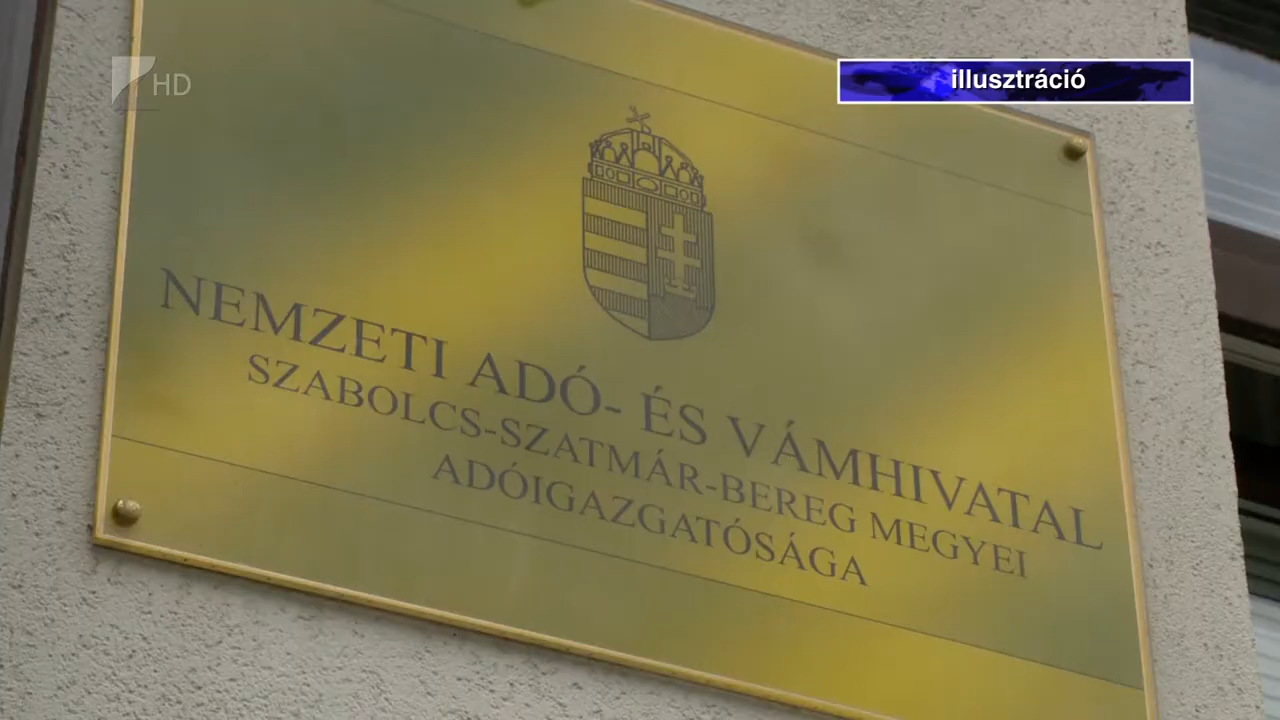 HD
illusztráció
NEMZETI ADÓ- ÉS VÁMHIVATAL
SZABOLCS-SZATMÁR-BEREG MEGYEI
ADÓIGAZGATÓSÁGA